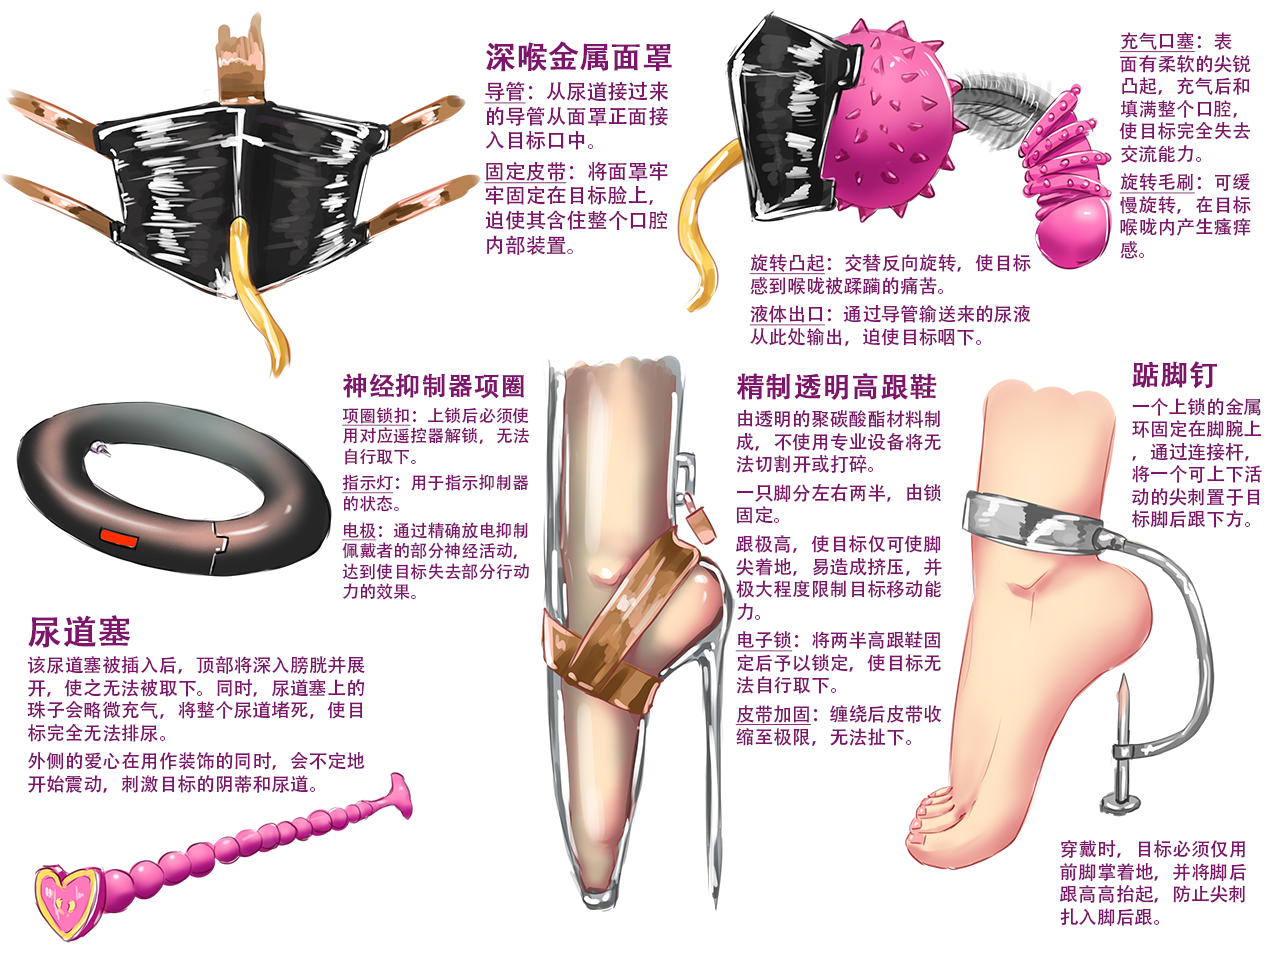 深喉金属面罩
导管：从尿道接过来
的导管从面罩正面接
入目标口中。
固定皮带：将面罩牢
牢固定在目标脸上，
迫使其含住整个口腔
内部装置。
充气口塞：表
面有柔软的尖锐
凸起，充气后和
填满整个口腔，
使目标完全失去
交流能力。
旋转毛刷：可缓
慢旋转，在目标
喉咙内产生瘙痒
感。
旋转凸起：交替反向旋转，使目标
感到喉咙被蹂躏的痛苦。
液体出口：通过导管输送来的尿液
从此处输出，迫使目标咽下。
神经抑制器项圈
项圈锁扣：上锁后必须使
用对应遥控器解锁，无法
自行取下。
指示灯：用于指示抑制器
的状态。
电极：通过精确放电抑制
佩戴者的部分神经活动，
达到使目标失去部分行动
力的效果。
精制透明高跟鞋
由透明的聚碳酸酯材料制
成，不使用专业设备将无
法切割开或打碎。
一只脚分左右两半，由锁
固定。
跟极高，使目标仅可使脚
尖着地，易造成挤压，并
极大程度限制目标移动能
力。
电子锁：将两半高跟鞋固
定后予以锁定，使目标无
法自行取下。
皮带加固：缠绕后皮带收
缩至极限，无法扯下。
踮脚钉
一个上锁的金属
环固定在脚腕上
，通过连接杆，
将一个可上下活
动的尖刺置于目
标脚后跟下方。
穿戴时，目标必须仅用
前脚掌着地，并将脚后
跟高高抬起，防止尖刺
扎入脚后跟。
尿道塞
该尿道塞被插入后，顶部将深入膀胱并展
开，使之无法被取下。同时，尿道塞上的
珠子会略微充气，将整个尿道堵死，使目
标完全无法排尿。
外侧的爱心在用作装饰的同时，会不定地
开始震动，刺激目标的阴蒂和尿道。